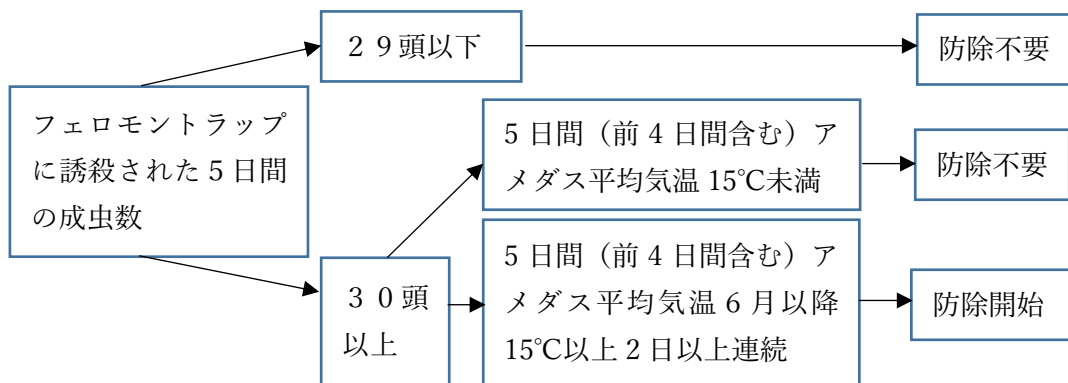 ２９頭以下
防除不要
フェロモントラップ
に誘殺された 5 日間
の成虫数
5 日間（前 4 日間含む）ア
メダス平均気温 15℃未満
防除不要
３０頭
以上
5 日間（前 4 日間含む）ア
メダス平均気温 6 月以降
15℃以上 2 日以上連続
防除開始